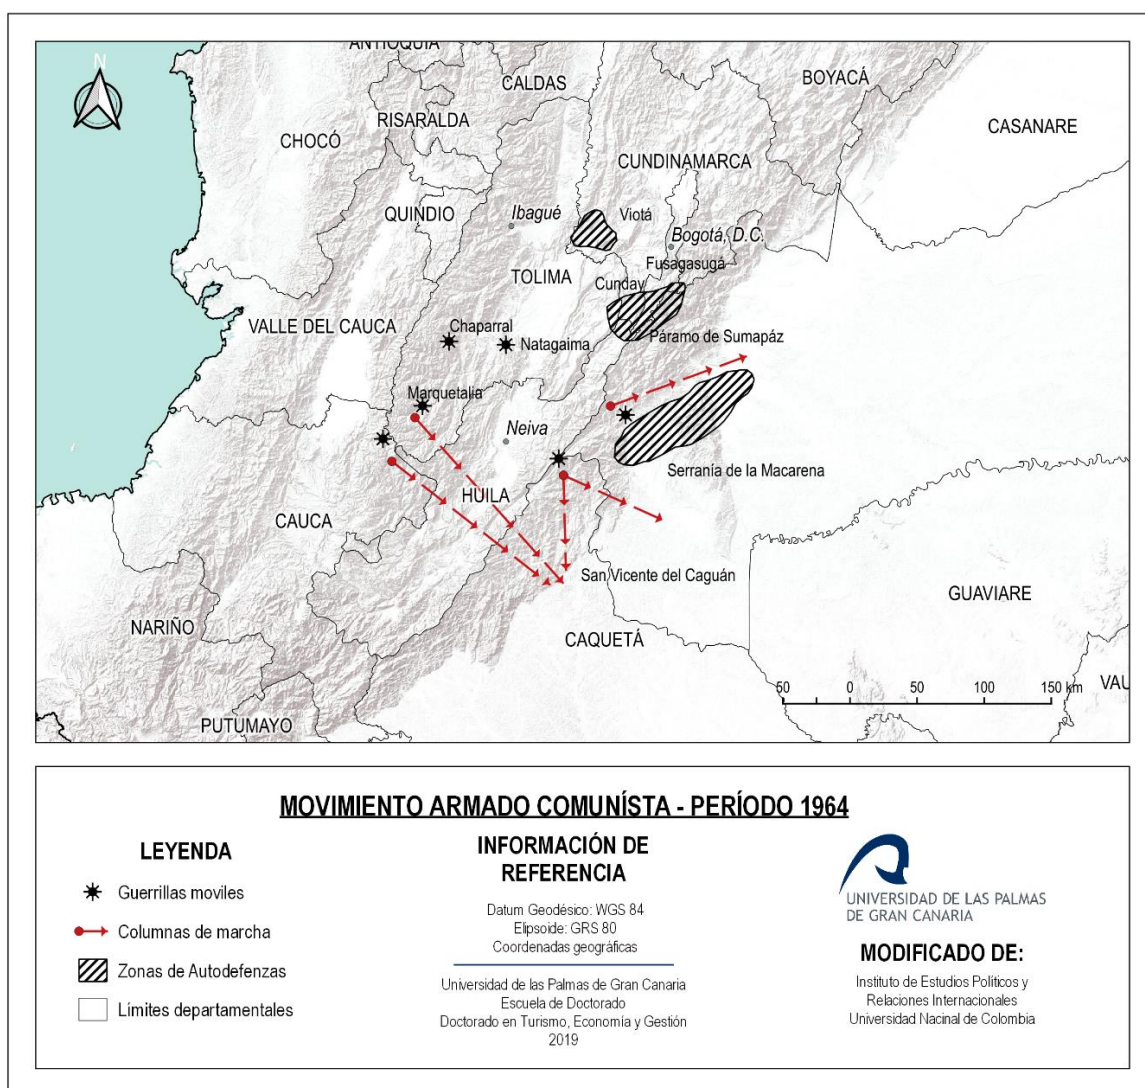 N
ANTIOQUIA
CALDAS
BOYACÁ
RISARALDA
CASANARE
CHOCÓ
CUNDINAMARCA
QUINDIO
Ibagué
Viotá
Bogotá, D.C.
Fusagasugá
TOLIMA
Cunday
VALLE DEL CAUCA
Chaparral
Natagaima
Páramo de Sumapáz
Marquetalia
Neiva
Serranía de la Macarena
HUILA
CAUCA
San Vicente del Caguán
GUAVIARE
NARIÑO
CAQUETÁ
50 0 50 100 150 km
VAU
PUTUMAYO
MOVIMIENTO ARMADO COMUNÍSTA - PERÍODO 1964
LEYENDA
Guerrillas moviles
Columnas de marcha
Zonas de Autodefenzas
Límites departamentales
INFORMACIÓN DE
REFERENCIA
Datum Geodésico: WGS 84
Elipsoide: GRS 80
Coordenadas geográficas
Universidad de las Palmas de Gran Canaria
Escuela de Doctorado
Doctorado en Turismo, Economía y Gestión
2019
UNIVERSIDAD DE LAS PALMAS
DE GRAN CANARIA
MODIFICADO DE:
Instituto de Estudios Políticos y
Relaciones Internacionales
Universidad Nacinal de Colombia